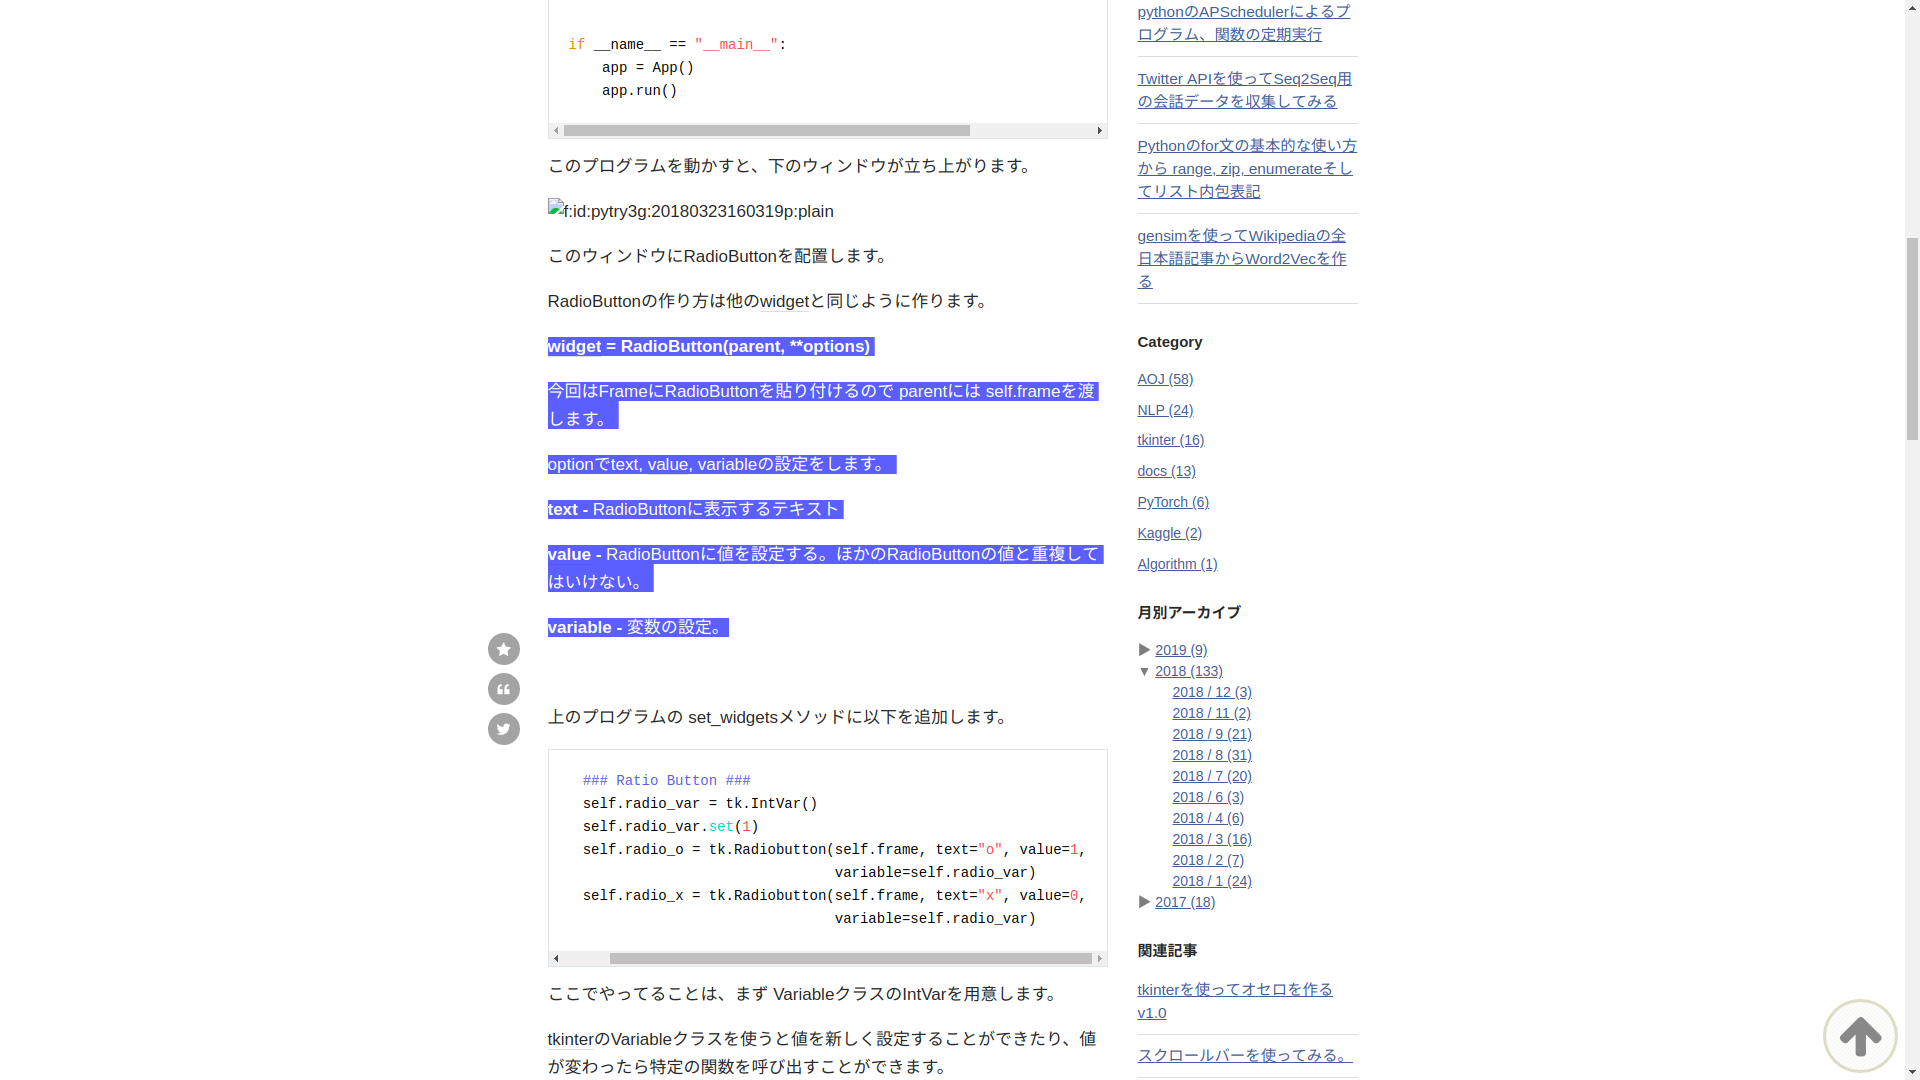 if __name__ == "__main__":
app = App()
app.run()
このプログラムを動かすと、下のウィンドウが立ち上がります。
f:id:pytry3g:20180323160319p:plain
このウィンドウにRadioButtonを配置します。
RadioButtonの作り方は他のwidgetと同じように作ります。
widget = RadioButton(parent, **options)
今回はFrameにRadioButtonを貼り付けるので parentには self.frameを渡
します。
optionでtext, value, variableの設定をします。
text - RadioButtonに表示するテキスト
value - RadioButtonに値を設定する。ほかのRadioButtonの値と重複して
はいけない。
variable - 変数の設定。
上のプログラムの set_widgetsメソッドに以下を追加します。
### Ratio Button ###
self.radio_var = tk.IntVar()
self.radio_var.set(1)
self.radio_o = tk.Radiobutton(self.frame, text="o", value=1,
variable=self.radio_var)
self.radio_x = tk.Radiobutton(self.frame, text="x", value=0,
variable=self.radio_var)
ここでやってることは、まず VariableクラスのIntVarを用意します。
tkinterのVariableクラスを使うと値を新しく設定することができたり、値
が変わったら特定の関数を呼び出すことができます。
pythonのAPSchedulerによるプ
ログラム、関数の定期実行
Twitter APIを使ってSeq2Seq用
の会話データを収集してみる
Pythonのfor文の基本的な使い方
から range, zip, enumerateそし
てリスト内包表記
gensimを使ってWikipediaの全
日本語記事からWord2Vecを作
る
Category
AOJ (58)
NLP (24)
tkinter (16)
docs (13)
PyTorch (6)
Kaggle (2)
Algorithm (1)
月別アーカイブ
▶ 2019 (9)
▼ 2018 (133)
2018 / 12 (3)
2018 / 11 (2)
2018 / 9 (21)
2018 / 8 (31)
2018 / 7 (20)
2018 / 6 (3)
2018 / 4 (6)
2018 / 3 (16)
2018 / 2 (7)
2018 / 1 (24)
▶ 2017 (18)
関連記事
tkinterを使ってオセロを作る
v1.0
スクロールバーを使ってみる。